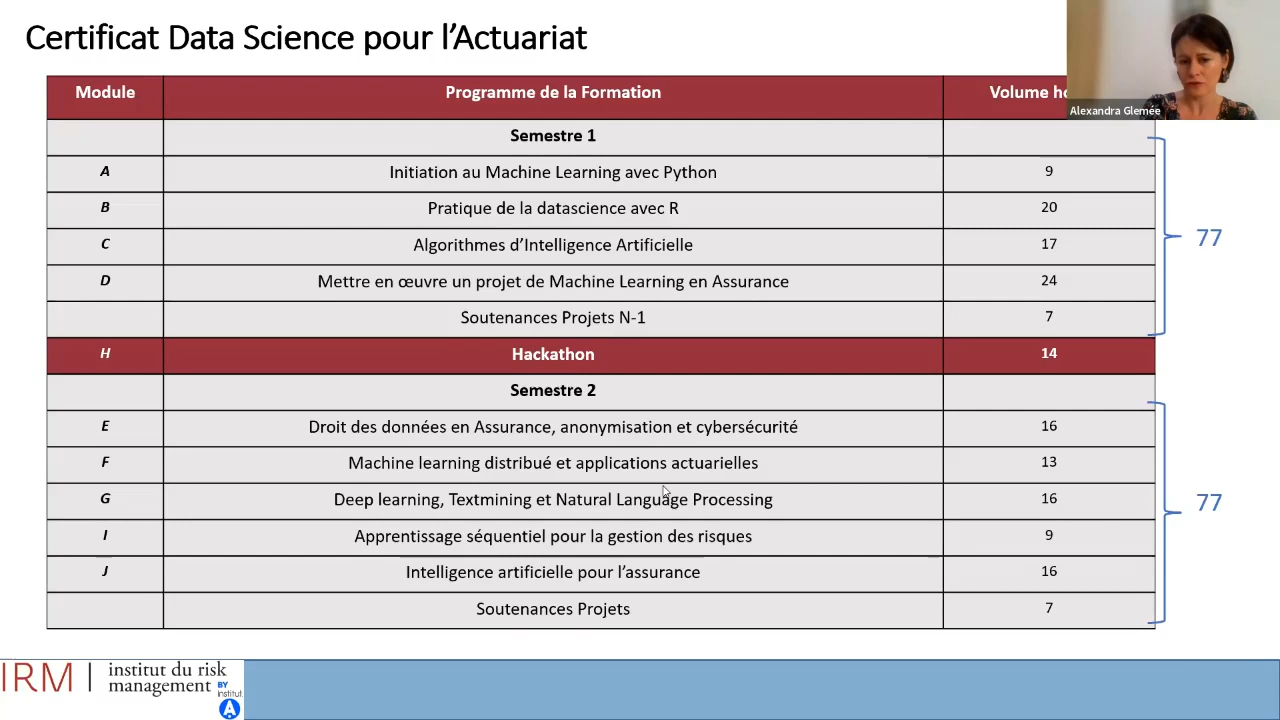 Certificat Data Science pour l’Actuariat
Module Programme de la Formation Volume
Alexandra Glemée
Semestre 1
A Initiation au Machine Learning avec Python 9
B Pratique de la datascience avec R 20
C Algorithmes d’Intelligence Artificielle 17
D Mettre en œuvre un projet de Machine Learning en Assurance 24
Soutenances Projets N-1 7
77
H Hackathon 14
Semestre 2
E Droit des données en Assurance, anonymisation et cybersécurité 16
F Machine learning distribué et applications actuarielles 13
G Deep learning, Textmining et Natural Language Processing 16
I Apprentissage séquentiel pour la gestion des risques 9
J Intelligence artificielle pour l’assurance 16
Soutenances Projets 7
77
IRM | institut du risk
management BY
Institut
A